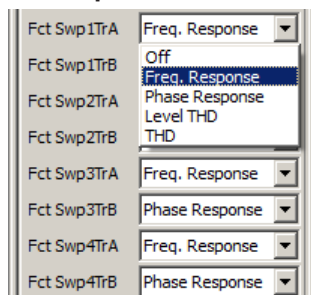 Fct Swp1TrA Freq. Response
Fct Swp1TrB Off
Freq. Response
Fct Swp2TrA Phase Response
Level THD
Fct Swp2TrB THD
Fct Swp3TrA Freq. Response
Fct Swp3TrB Phase Response
Fct Swp4TrA Freq. Response
Fct Swp4TrB Phase Response